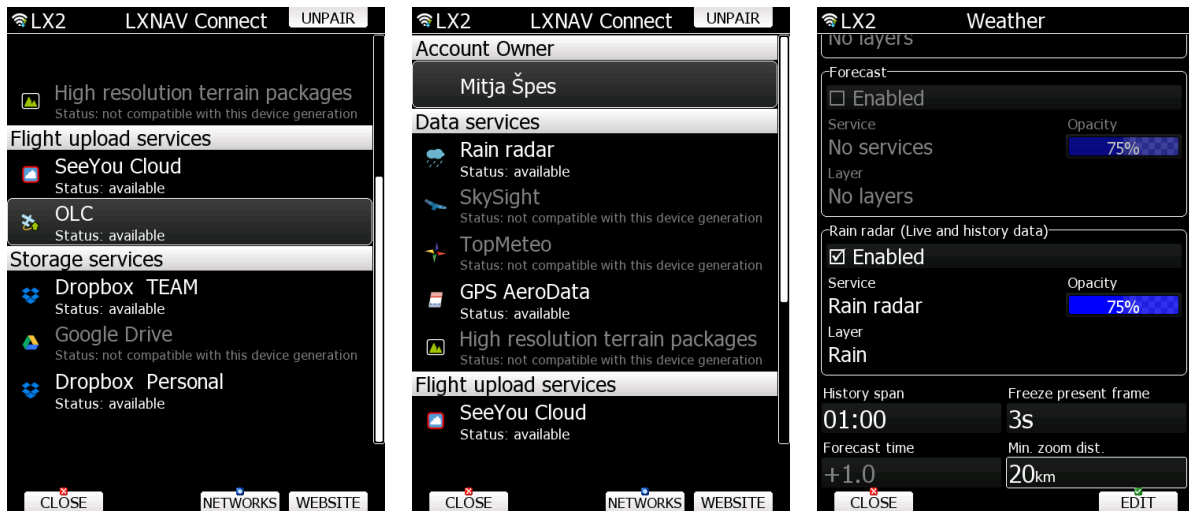 LX2 LXNAV Connect UNPAIR
High resolution terrain packages
Status: not compatible with this device generation
Flight upload services
SeeYou Cloud
Status: available
OLC
Status: available
Storage services
Dropbox TEAM
Status: available
Google Drive
Status: not compatible with this device generation
Dropbox Personal
Status: available
CLOSE NETWORKS WEBSITE
LX2 LXNAV Connect UNPAIR
Account Owner
Mitja Špes
Data services
Rain radar
Status: available
SkySight
Status: not compatible with this device generation
TopMeteo
Status: not compatible with this device generation
GPS AeroData
Status: available
High resolution terrain packages
Status: not compatible with this device generation
Flight upload services
SeeYou Cloud
Status: available
CLOSE NETWORKS WEBSITE
LX2 Weather
No layers
Forecast
Enabled
Service Opacity
No services 75%
Layer
No layers
Rain radar (Live and history data)
Enabled
Service Opacity
Rain radar 75%
Layer
Rain
History span Freeze present frame
01:00 3s
Forecast time Min. zoom dist.
+1.0 20km
CLOSE EDIT